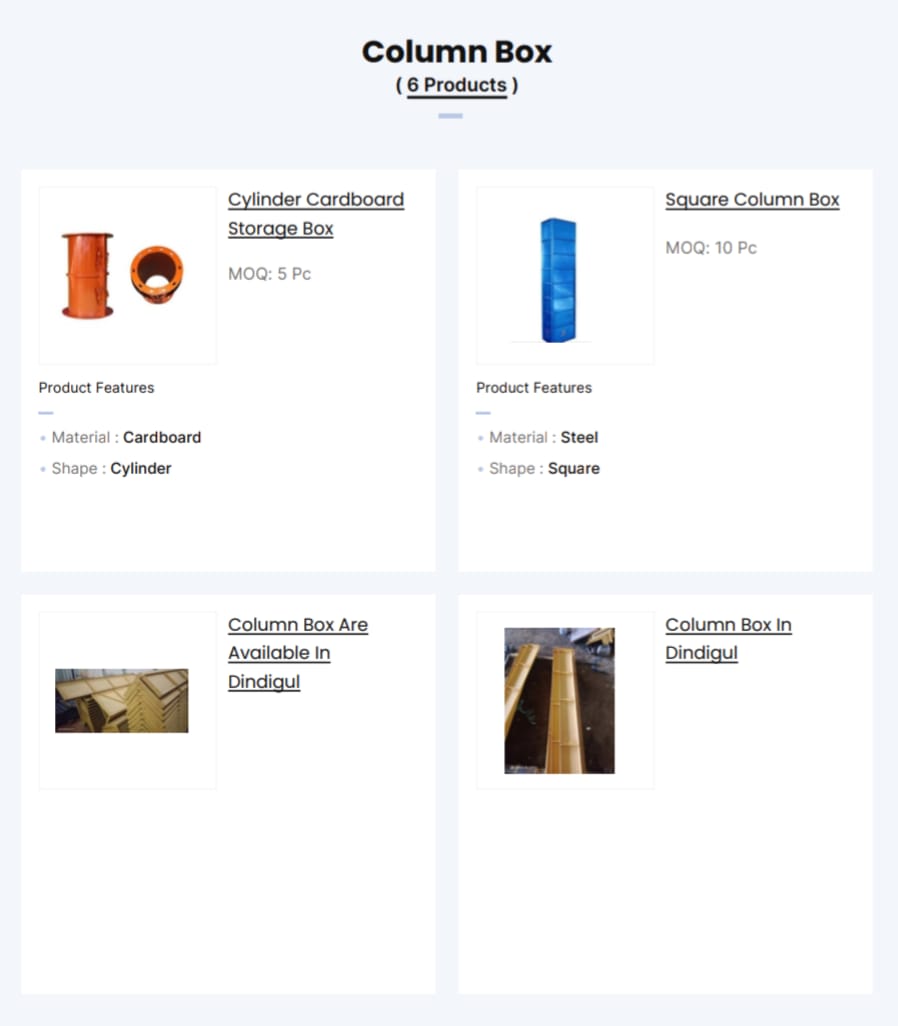 Column Box
( 6 Products )
Cylinder Cardboard
Storage Box
MOQ: 5 Pc
Product Features
Material : Cardboard
Shape : Cylinder
Square Column Box
MOQ: 10 Pc
Product Features
Material : Steel
Shape : Square
Column Box Are
Available In
Dindigul
Column Box In
Dindigul